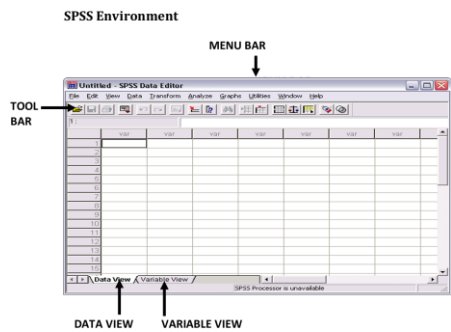 SPSS Environment
MENU BAR
Untitled - SPSS Data Editor
File Edit View Data Transform Analyze Graphs Utilities Window Help
TOOL BAR
1 :
var var var var var var var
1
2
3
4
5
6
7
8
9
10
11
12
13
14
15
Data View Variable View
SPSS Processor is unavailable
DATA VIEW VARIABLE VIEW